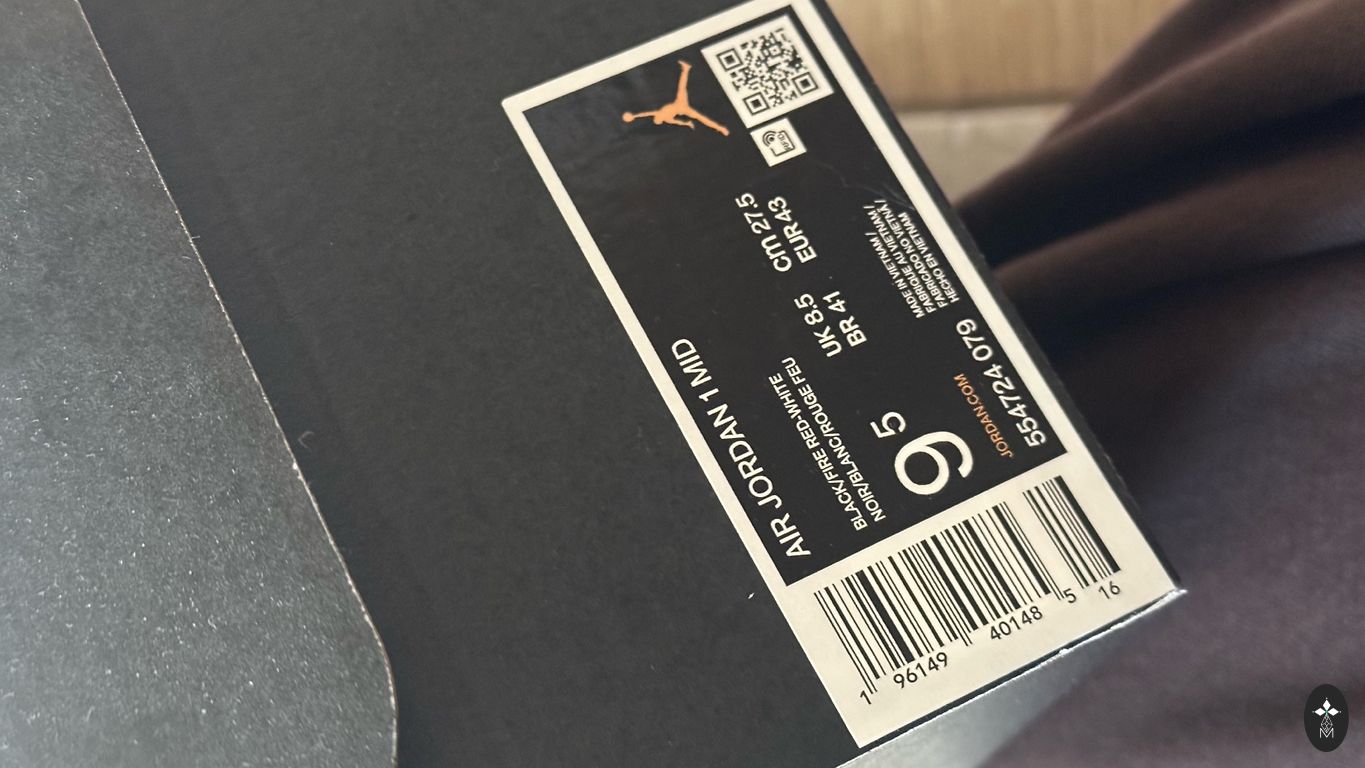 AIR JORDAN 1 MID
BLACK/FIRE RED-WHITE
NOIR/BLANC/ROUGE FEU
9 5
UK 8.5 cm 27.5
BR 41 EUR 43
MADE IN VIETNAM/
FABRIQUE AU VIETNAM/
FABRICADO NO VIETNÃ/
HECHO EN VIETNAM
JORDAN.COM
554724 079
1 96149 40148 5 16
M